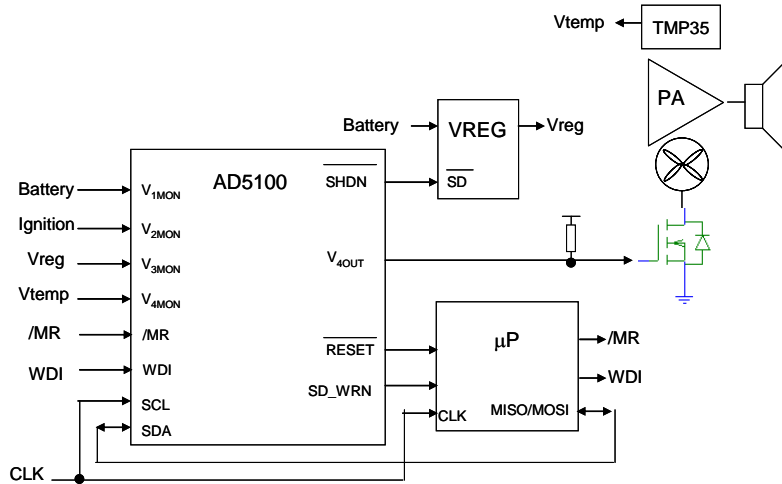 Vtemp
TMP35
PA
Battery
VREG
Vreg
SD
AD5100
SHDN
Battery
V1MON
Ignition
V2MON
Vreg
V3MON
V4OUT
Vtemp
V4MON
/MR
/MR
RESET
μP
/MR
WDI
WDI
SD_WRN
WDI
SCL
CLK
MISO/MOSI
SDA
CLK